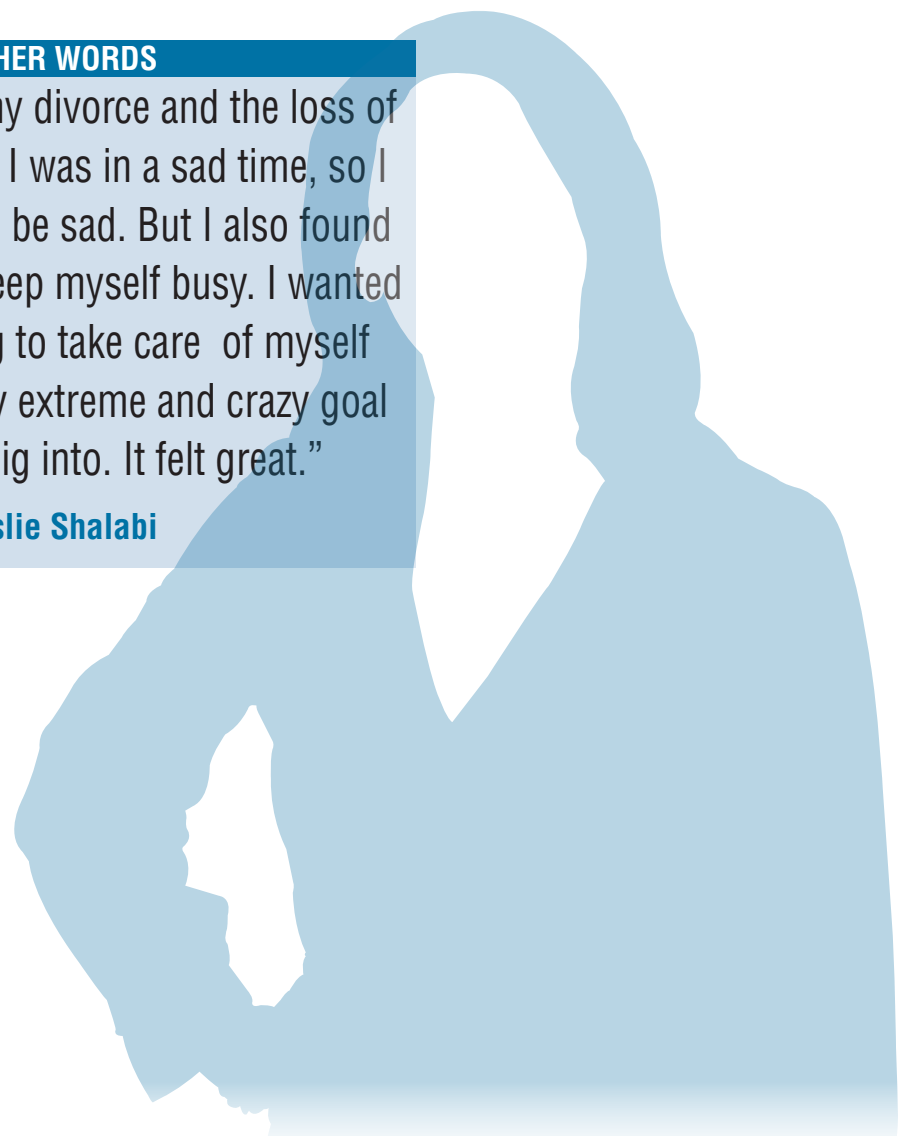 HER WORDS
ny divorce and the loss of
I was in a sad time, so I
be sad. But I also found
eep myself busy. I wanted
g to take care of myself
y extreme and crazy goal
ig into. It felt great.”
slie Shalabi